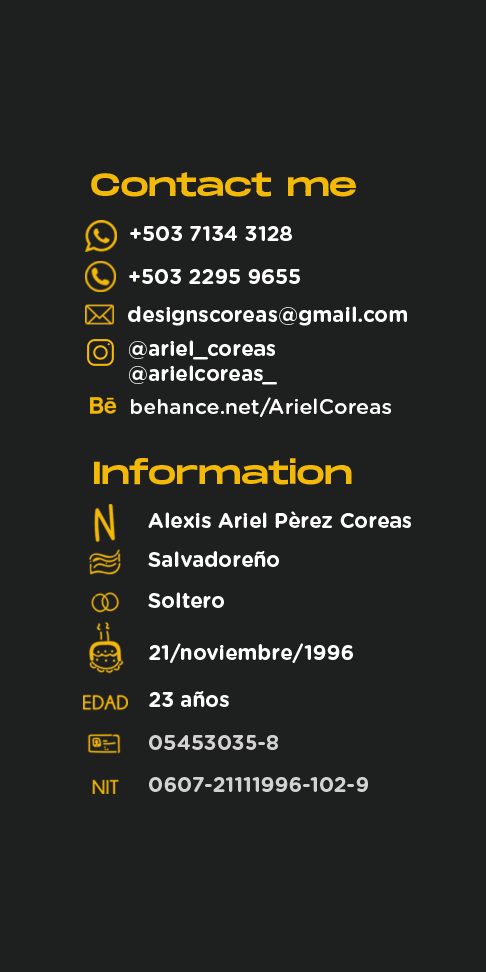 Contact me
+503 7134 3128
+503 2295 9655
designscoreas@gmail.com
@ariel_coreas
@arielcoreas_
Bē behance.net/ArielCoreas
Information
N Alexis Ariel Pèrez Coreas
Salvadoreño
Soltero
21/noviembre/1996
EDAD 23 años
05453035-8
NIT 0607-21111996-102-9